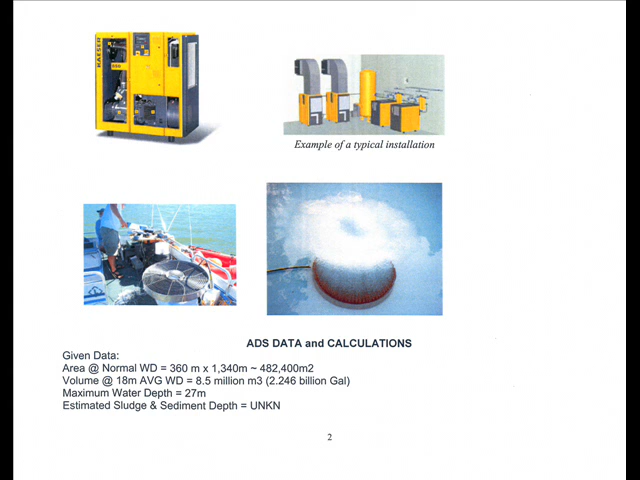 KAESER
Example of a typical installation
ADS DATA and CALCULATIONS
Given Data:
Area @ Normal WD = 360 m x 1,340m ~ 482,400m2
Volume @ 18m AVG WD = 8.5 million m3 (2.246 billion Gal)
Maximum Water Depth = 27m
Estimated Sludge & Sediment Depth = UNKN
2